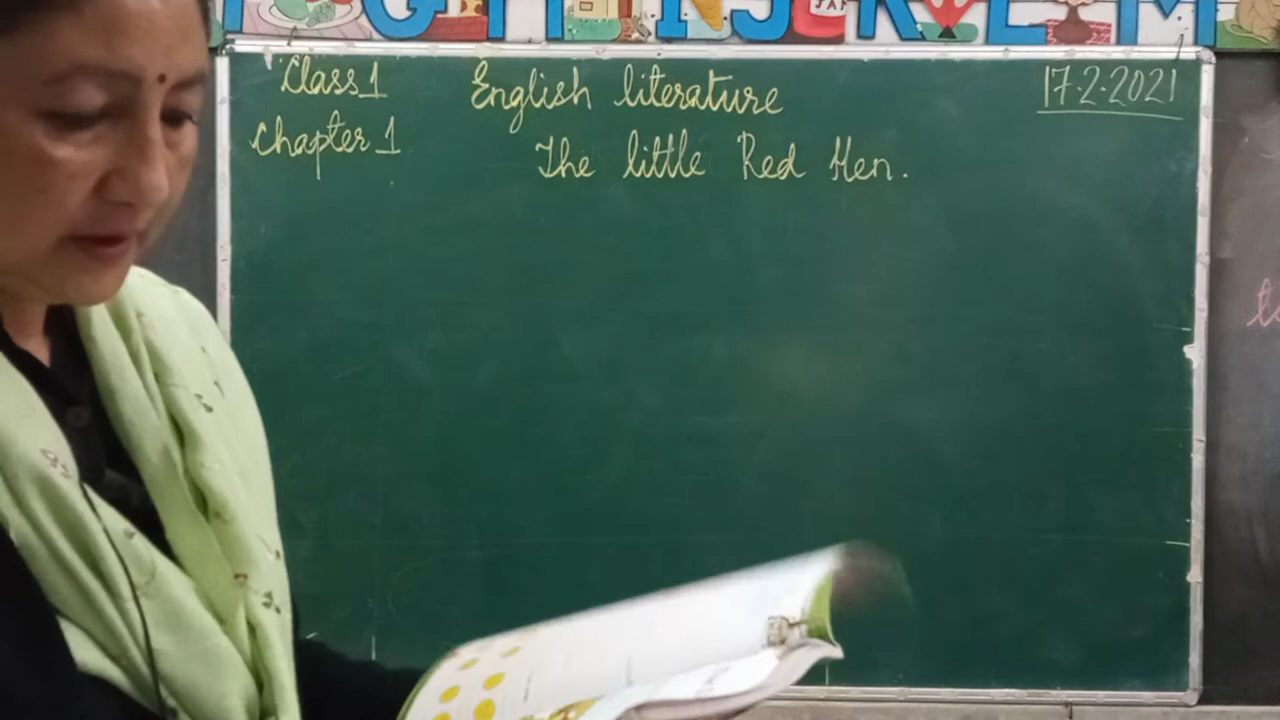 G H I J K L M
Class 1 English literature 17.2.2021
Chapter 1 The little Red Hen.